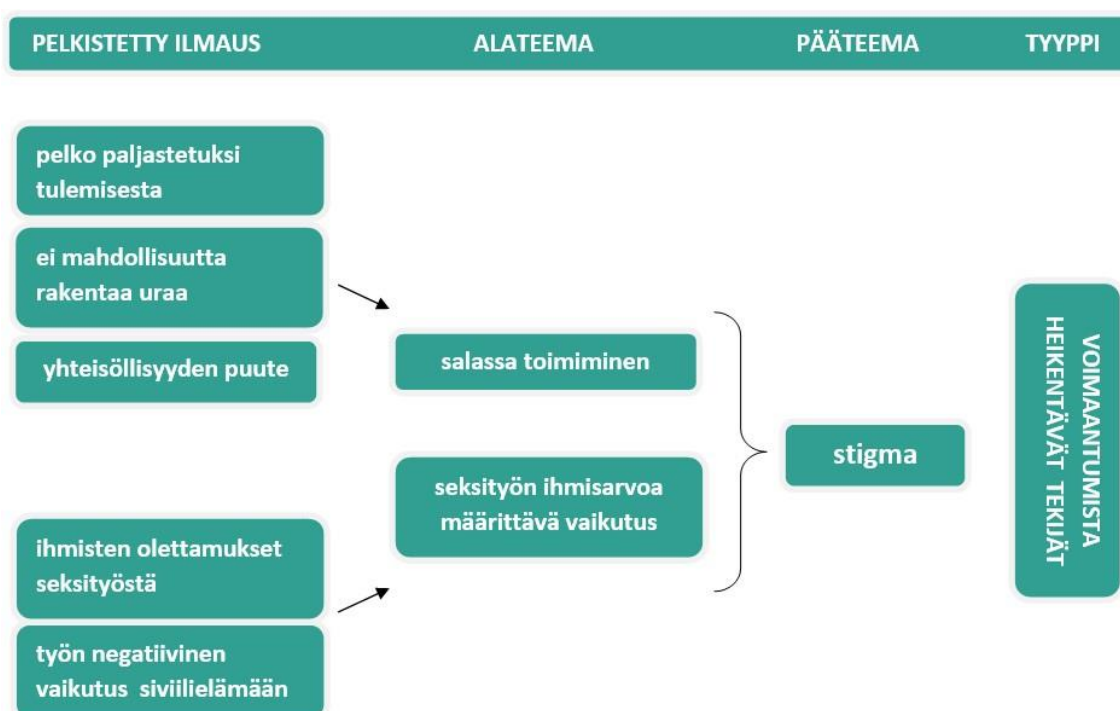 PELKISTETTY ILMAUS ALATEEMA PÄÄTEEMA TYYPPI
pelko paljastetuksi
tulemisesta
ei mahdollisuutta
rakentaa uraa
yhteisöllisyyden puute
ihmisten olettamukset
seksityöstä
työn negatiivinen
vaikutus siviilielämään
salassa toimiminen
seksityön ihmisarvoa
määrittävä vaikutus
stigma
VOIMAANTUMISTA
HEIKENTÄVÄT TEKIJÄT